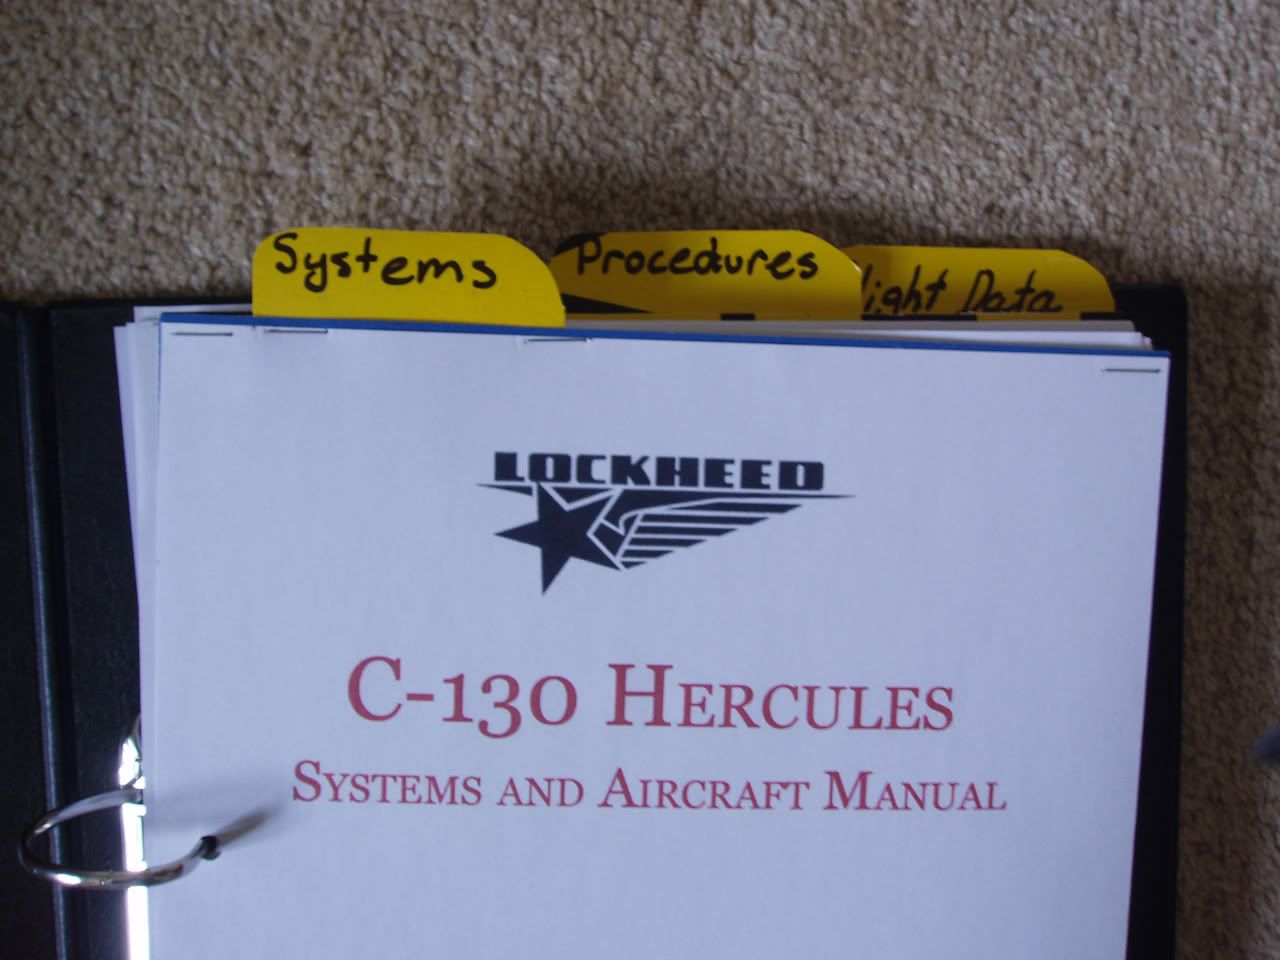 Systems
Procedures
light Data
LOCKHEED
C-130 HERCULES
SYSTEMS AND AIRCRAFT MANUAL